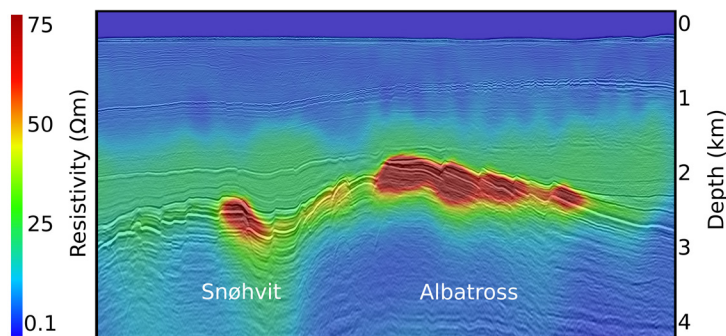 75
50
25
0.1
Resistivity (Ωm)
Snøhvit
Albatross
0
1
2
3
4
Depth (km)